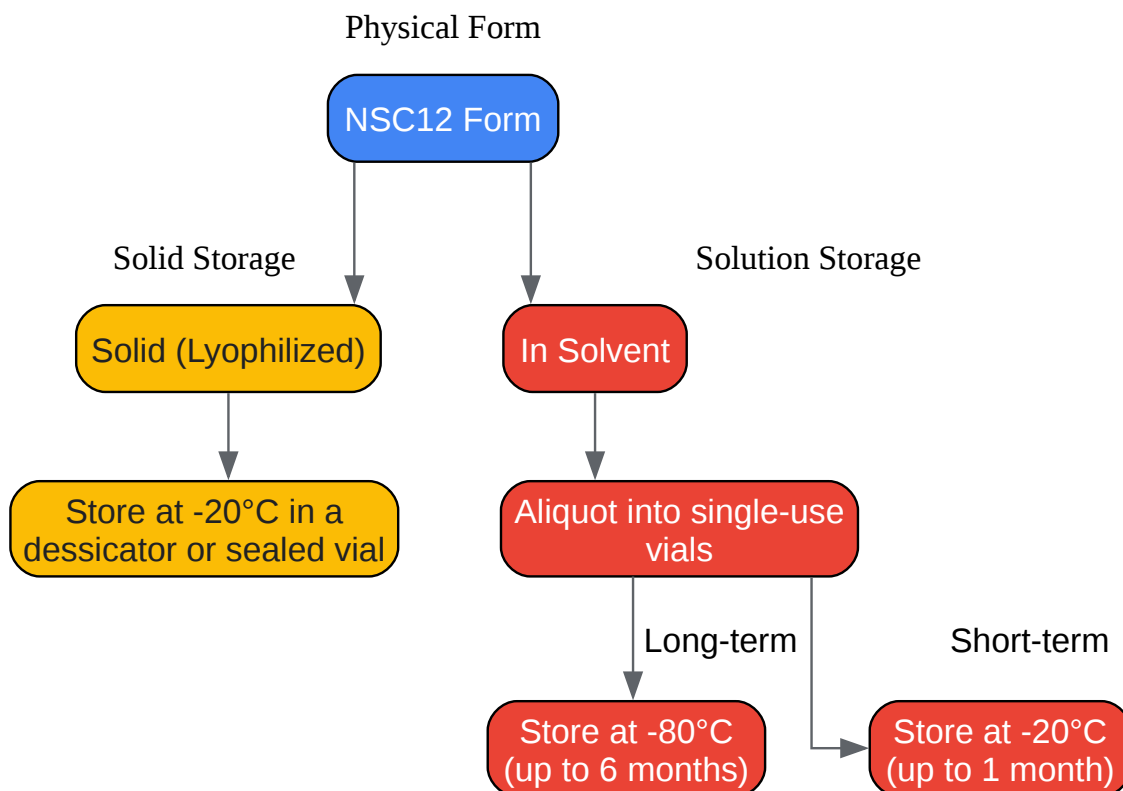 Physical Form
NSC12 Form
Solid Storage
Solution Storage
Solid (Lyophilized)
In Solvent
Store at -20°C in a
dessicator or sealed vial
Aliquot into single-use
vials
Long-term
Short-term
Store at -80°C
(up to 6 months)
Store at -20°C
(up to 1 month)